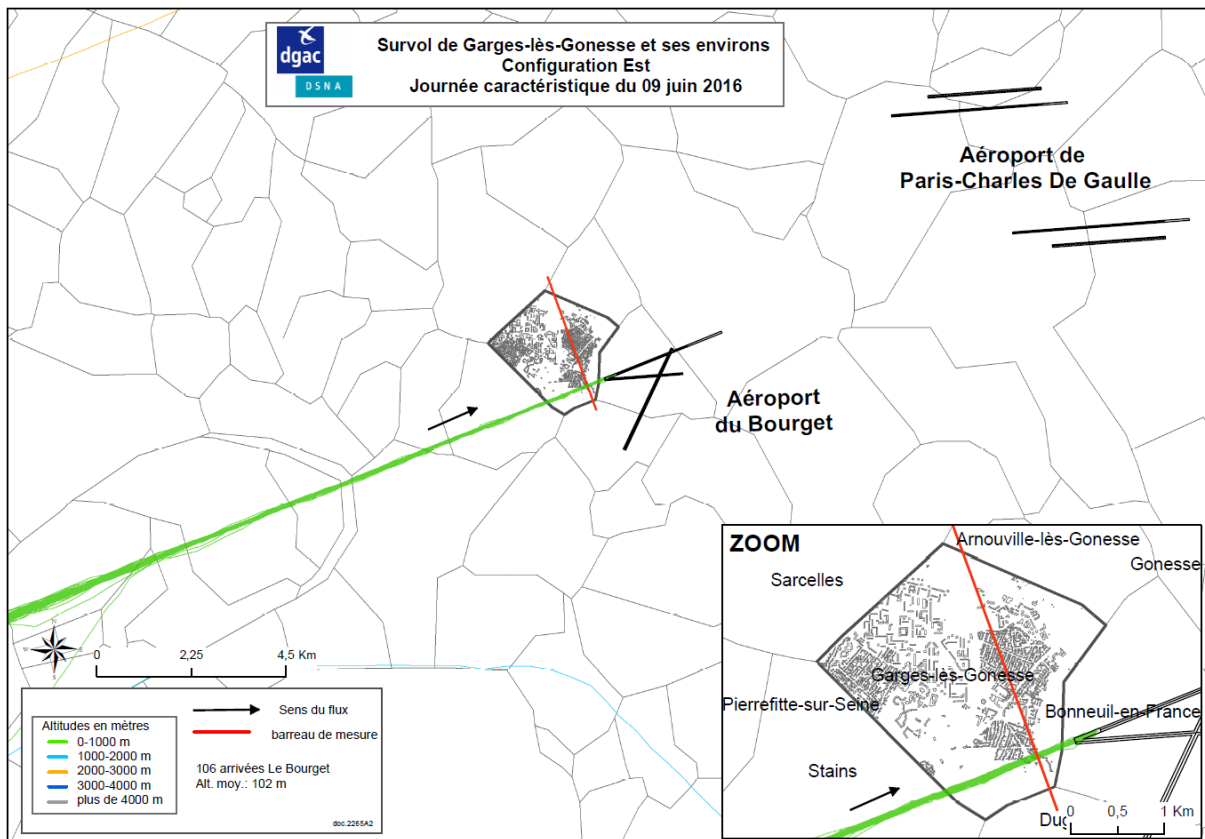 dgac
DSNA
Survol de Garges-lès-Gonesse et ses environs
Configuration Est
Journée caractéristique du 09 juin 2016
Aéroport de
Paris-Charles De Gaulle
Aéroport
du Bourget
0 2,25 4,5 Km
Altitudes en mètres
0-1000 m
1000-2000 m
2000-3000 m
3000-4000 m
plus de 4000 m
Sens du flux
barreau de mesure
106 arrivées Le Bourget
Alt. moy.: 102 m
doc.2265A2
ZOOM
Arnouville-lès-Gonesse
Gonesse
Sarcelles
Garges-lès-Gonesse
Pierrefitte-sur-Seine
Bonneuil-en-France
Stains
0 0,5 1 Km